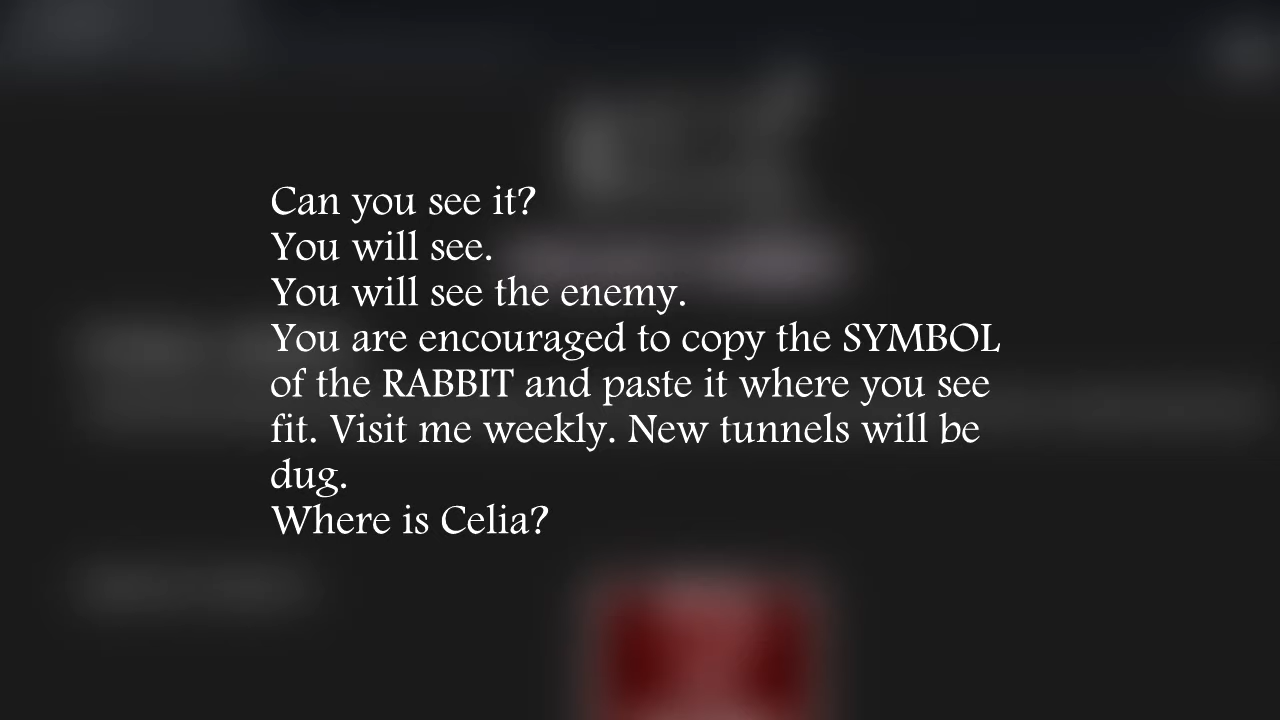 Can you see it?
You will see.
You will see the enemy.
You are encouraged to copy the SYMBOL
of the RABBIT and paste it where you see
fit. Visit me weekly. New tunnels will be
dug.
Where is Celia?